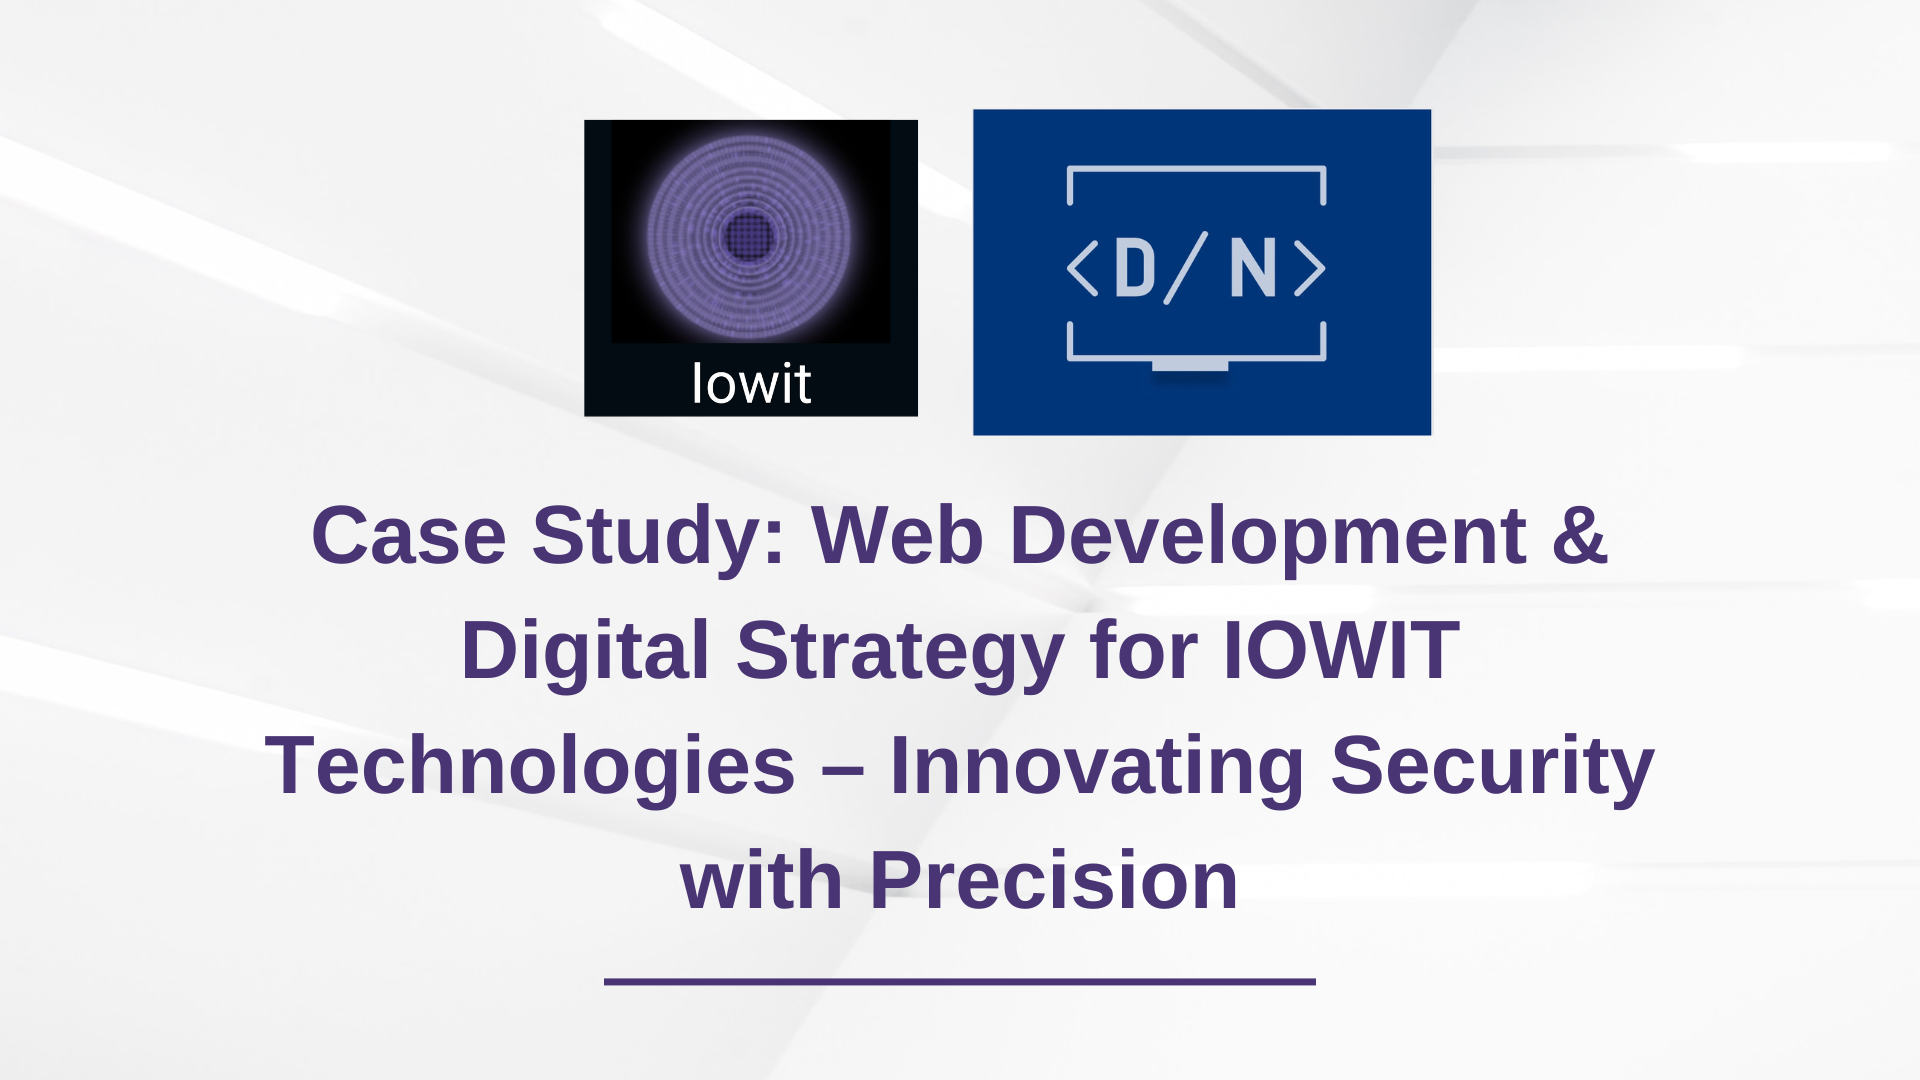 Iowit
<D/N>
Case Study: Web Development &
Digital Strategy for IOWIT
Technologies – Innovating Security
with Precision